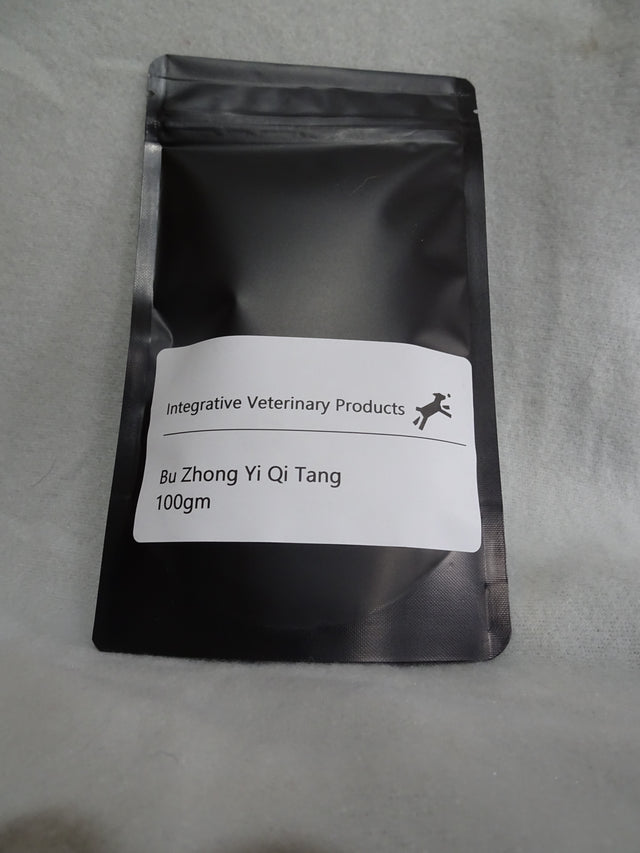 Integrative Veterinary Products
Bu Zhong Yi Qi Tang
100gm